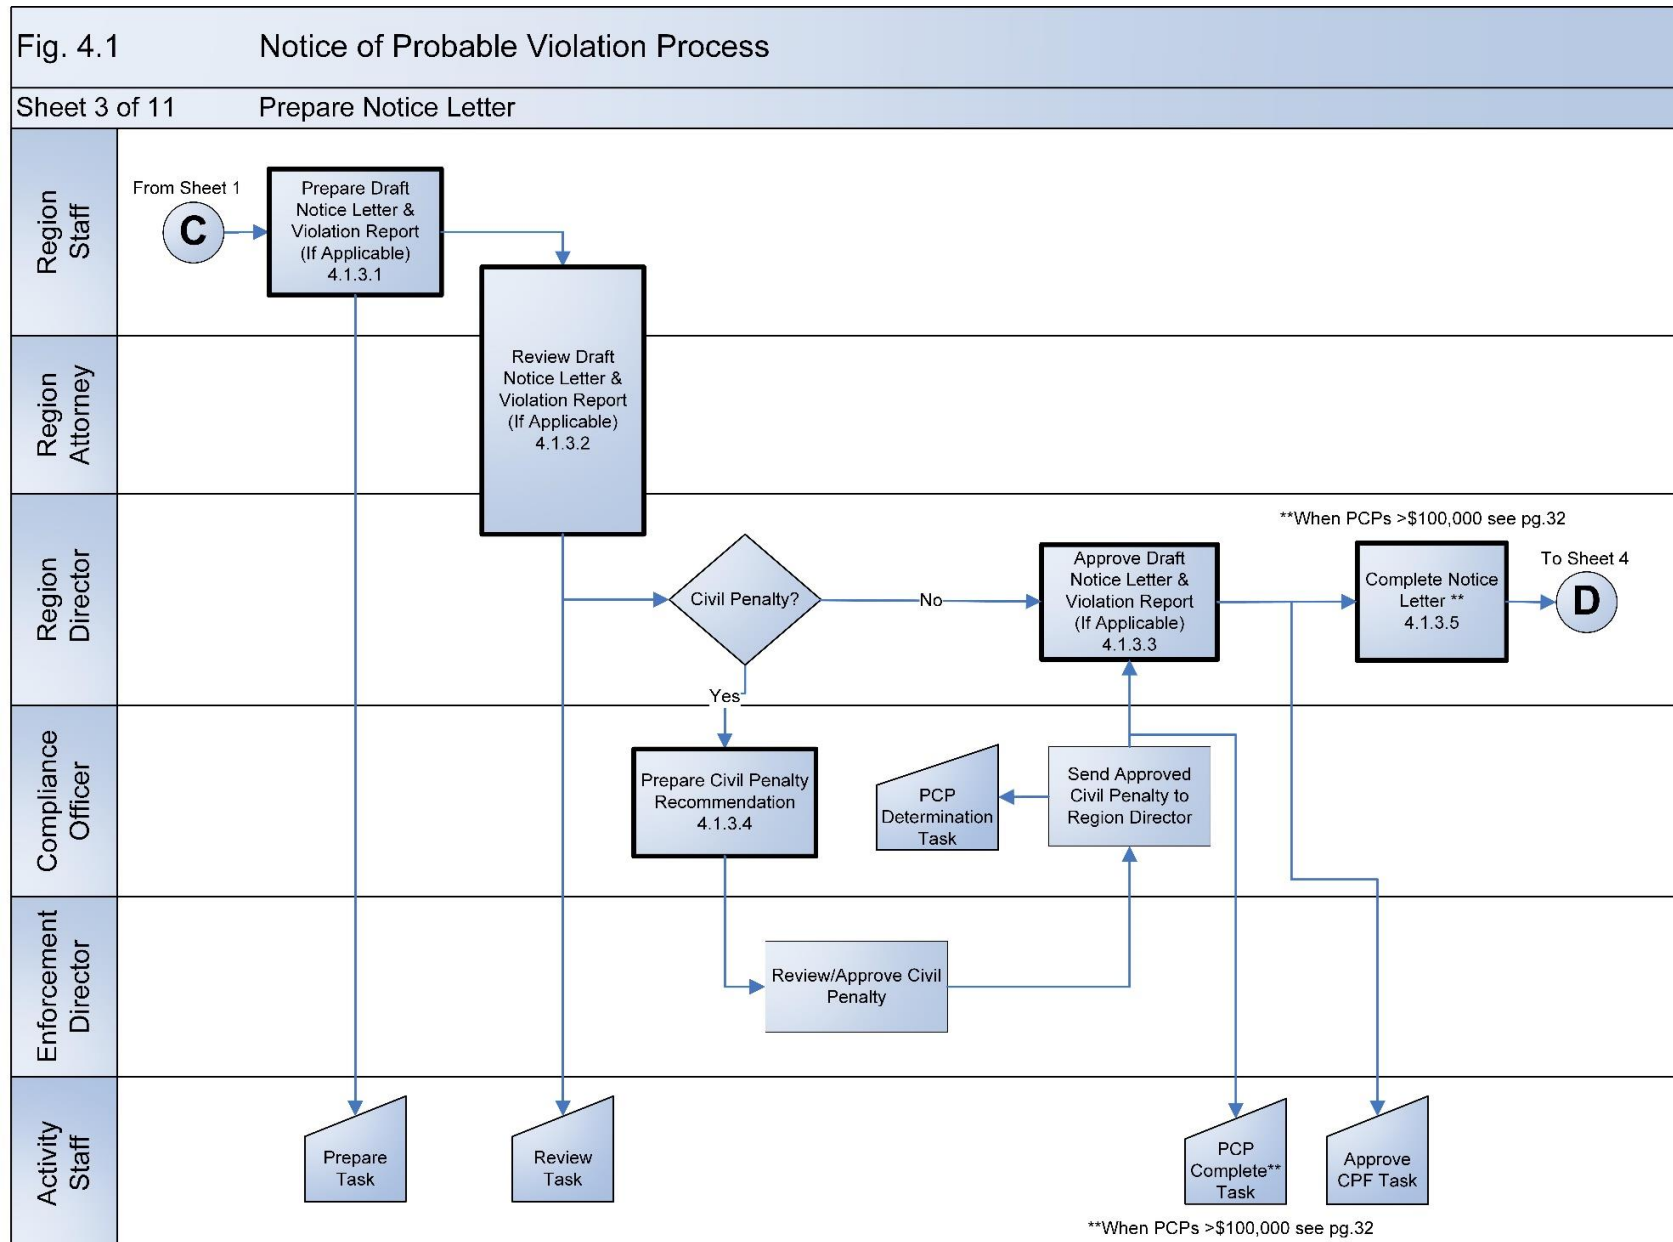 Fig. 4.1 Notice of Probable Violation Process
Sheet 3 of 11 Prepare Notice Letter
Region
Staff
From Sheet 1
C
Prepare Draft
Notice Letter &
Violation Report
(If Applicable)
4.1.3.1
Region
Attorney
Review Draft
Notice Letter &
Violation Report
(If Applicable)
4.1.3.2
Region
Director
Civil Penalty?
No
Yes
Approve Draft
Notice Letter &
Violation Report
(If Applicable)
4.1.3.3
**When PCPs >$100,000 see pg.32
Complete Notice
Letter **
4.1.3.5
To Sheet 4
D
Compliance
Officer
Prepare Civil Penalty
Recommendation
4.1.3.4
PCP
Determination
Task
Send Approved
Civil Penalty to
Region Director
Enforcement
Director
Review/Approve Civil
Penalty
Activity
Staff
Prepare
Task
Review
Task
PCP
Complete**
Task
Approve
CPF Task
**When PCPs >$100,000 see pg.32